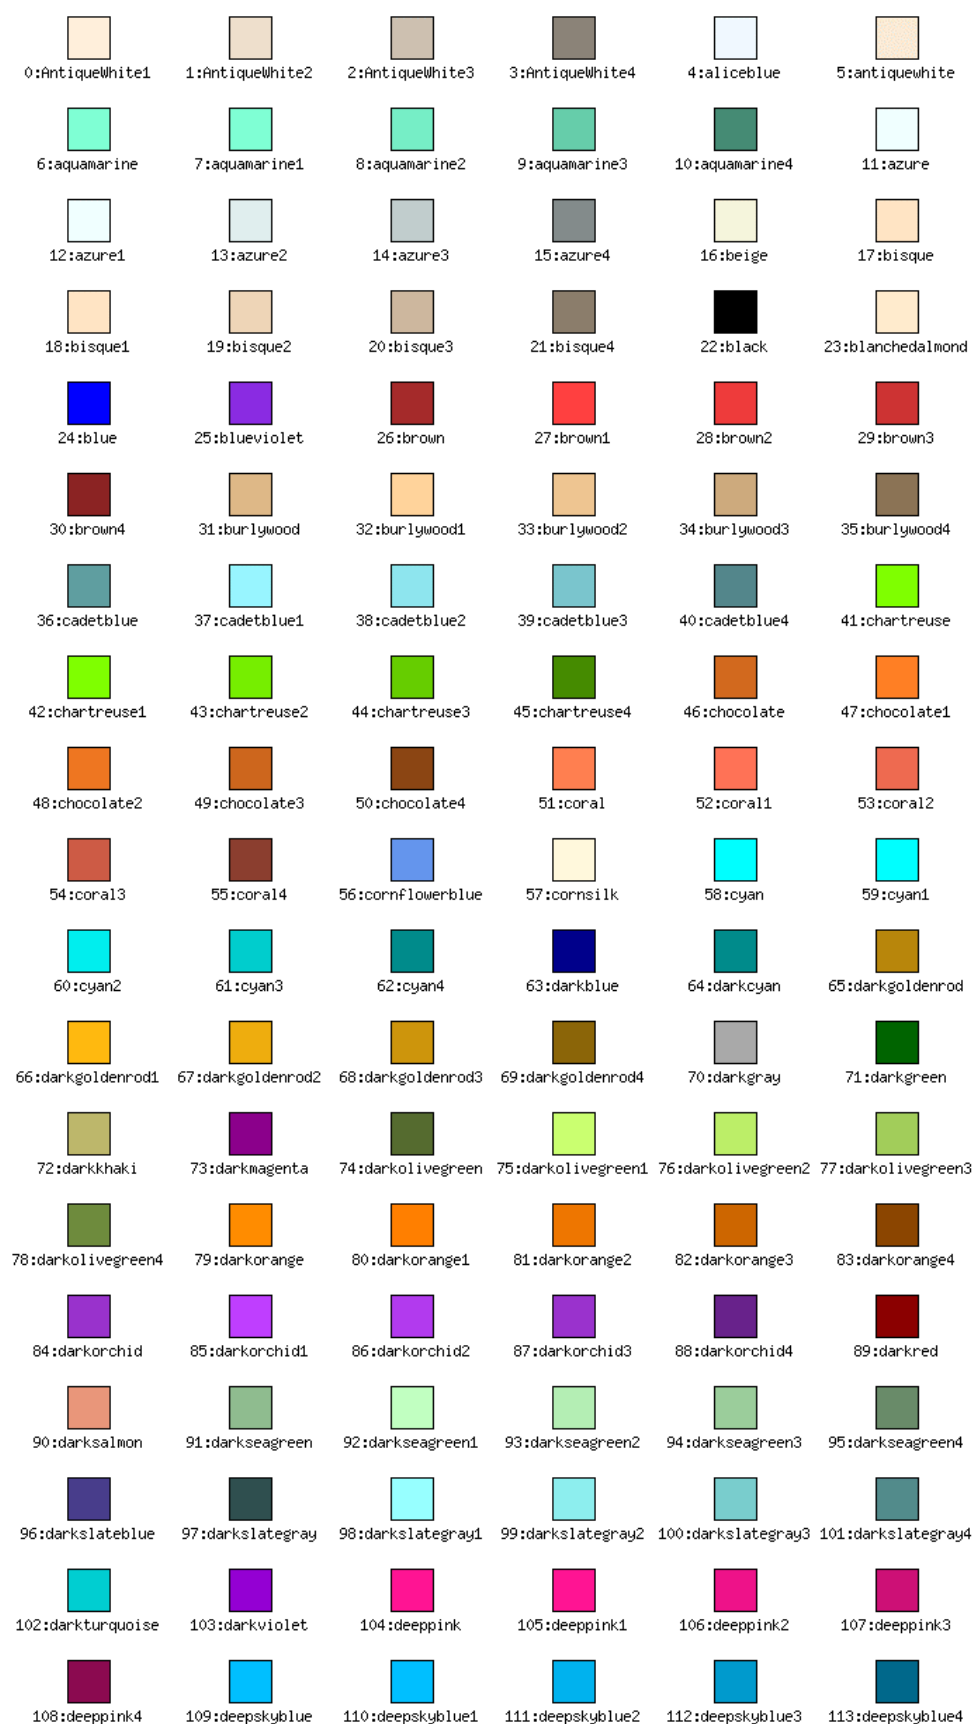 0:AntiqueWhite1 1:AntiqueWhite2 2:AntiqueWhite3 3:AntiqueWhite4 4:aliceblue 5:antiquewhite
6:aquamarine 7:aquamarine1 8:aquamarine2 9:aquamarine3 10:aquamarine4 11:azure
12:azure1 13:azure2 14:azure3 15:azure4 16:beige 17:bisque
18:bisque1 19:bisque2 20:bisque3 21:bisque4 22:black 23:blanchedalmond
24:blue 25:blueviolet 26:brown 27:brown1 28:brown2 29:brown3
30:brown4 31:burlywood 32:burlywood1 33:burlywood2 34:burlywood3 35:burlywood4
36:cadetblue 37:cadetblue1 38:cadetblue2 39:cadetblue3 40:cadetblue4 41:chartreuse
42:chartreuse1 43:chartreuse2 44:chartreuse3 45:chartreuse4 46:chocolate 47:chocolate1
48:chocolate2 49:chocolate3 50:chocolate4 51:coral 52:coral1 53:coral2
54:coral3 55:coral4 56:cornflowerblue 57:cornsilk 58:cyan 59:cyan1
60:cyan2 61:cyan3 62:cyan4 63:darkblue 64:darkcyan 65:darkgoldenrod
66:darkgoldenrod1 67:darkgoldenrod2 68:darkgoldenrod3 69:darkgoldenrod4 70:darkgray 71:darkgreen
72:darkkhaki 73:darkmagenta 74:darkolivegreen 75:darkolivegreen1 76:darkolivegreen2 77:darkolivegreen3
78:darkolivegreen4 79:darkorange 80:darkorange1 81:darkorange2 82:darkorange3 83:darkorange4
84:darkorchid 85:darkorchid1 86:darkorchid2 87:darkorchid3 88:darkorchid4 89:darkred
90:darksalmon 91:darkseagreen 92:darkseagreen1 93:darkseagreen2 94:darkseagreen3 95:darkseagreen4
96:darkslateblue 97:darkslategray 98:darkslategray1 99:darkslategray2 100:darkslategray3 101:darkslategray4
102:darkturquoise 103:darkviolet 104:deeppink 105:deeppink1 106:deeppink2 107:deeppink3
108:deeppink4 109:deepskyblue 110:deepskyblue1 111:deepskyblue2 112:deepskyblue3 113:deepskyblue4